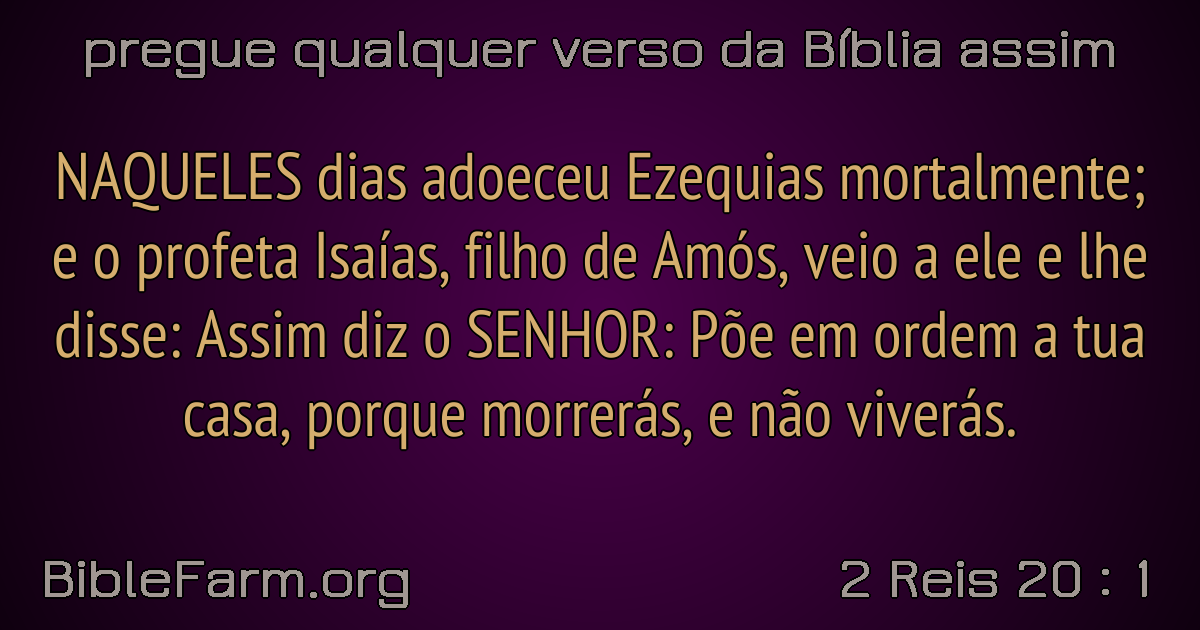 pregue qualquer verso da Bíblia assim
NAQUELES dias adoeceu Ezequias mortalmente;
e o profeta Isaías, filho de Amós, veio a ele e lhe
disse: Assim diz o SENHOR: Põe em ordem a tua
casa, porque morrerás, e não viverás.
BibleFarm.org
2 Reis 20 : 1